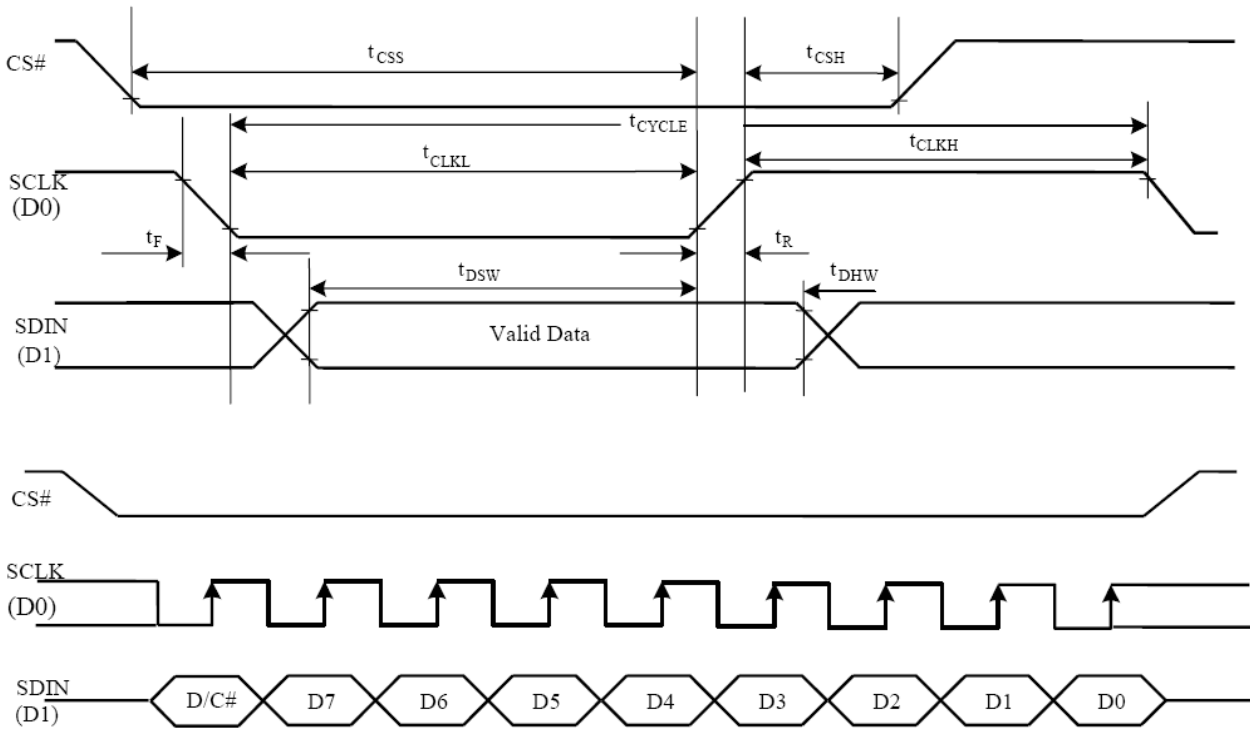 CS#
tCSS
tCSH
tCYCLE
tCLKL
tCLKH
SCLK
(D0)
tF
tR
tDSW
tDHW
SDIN
(D1)
Valid Data
CS#
SCLK
(D0)
SDIN
(D1)
D/C# D7 D6 D5 D4 D3 D2 D1 D0